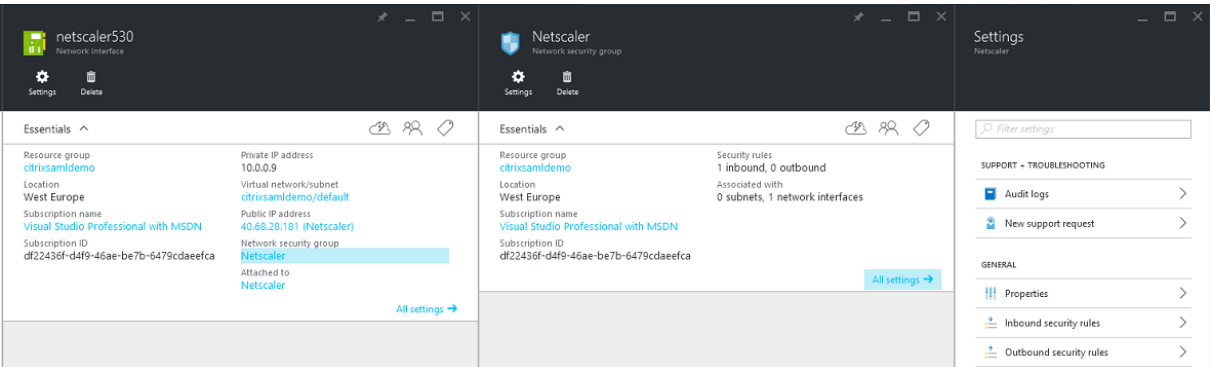 netscaler530
Network interface
Settings
Delete
Essentials
Resource group
citrixsamldemo
Location
West Europe
Subscription name
Visual Studio Professional with MSDN
Subscription ID
df22436f-d4f9-46ae-be7b-6479cdaeefca
Private IP address
10.0.0.9
Virtual network/subnet
citrixsamldemo/default
Public IP address
40.68.28.181 (Netscaler)
Network security group
Netscaler
Attached to
Netscaler
All settings →
Netscaler
Network security group
Settings
Delete
Essentials
Resource group
citrixsamldemo
Location
West Europe
Subscription name
Visual Studio Professional with MSDN
Subscription ID
df22436f-d4f9-46ae-be7b-6479cdaeefca
Security rules
1 inbound, 0 outbound
Associated with
0 subnets, 1 network interfaces
All settings →
Settings
Netscaler
Filter settings
SUPPORT + TROUBLESHOOTING
Audit logs
New support request
GENERAL
Properties
Inbound security rules
Outbound security rules